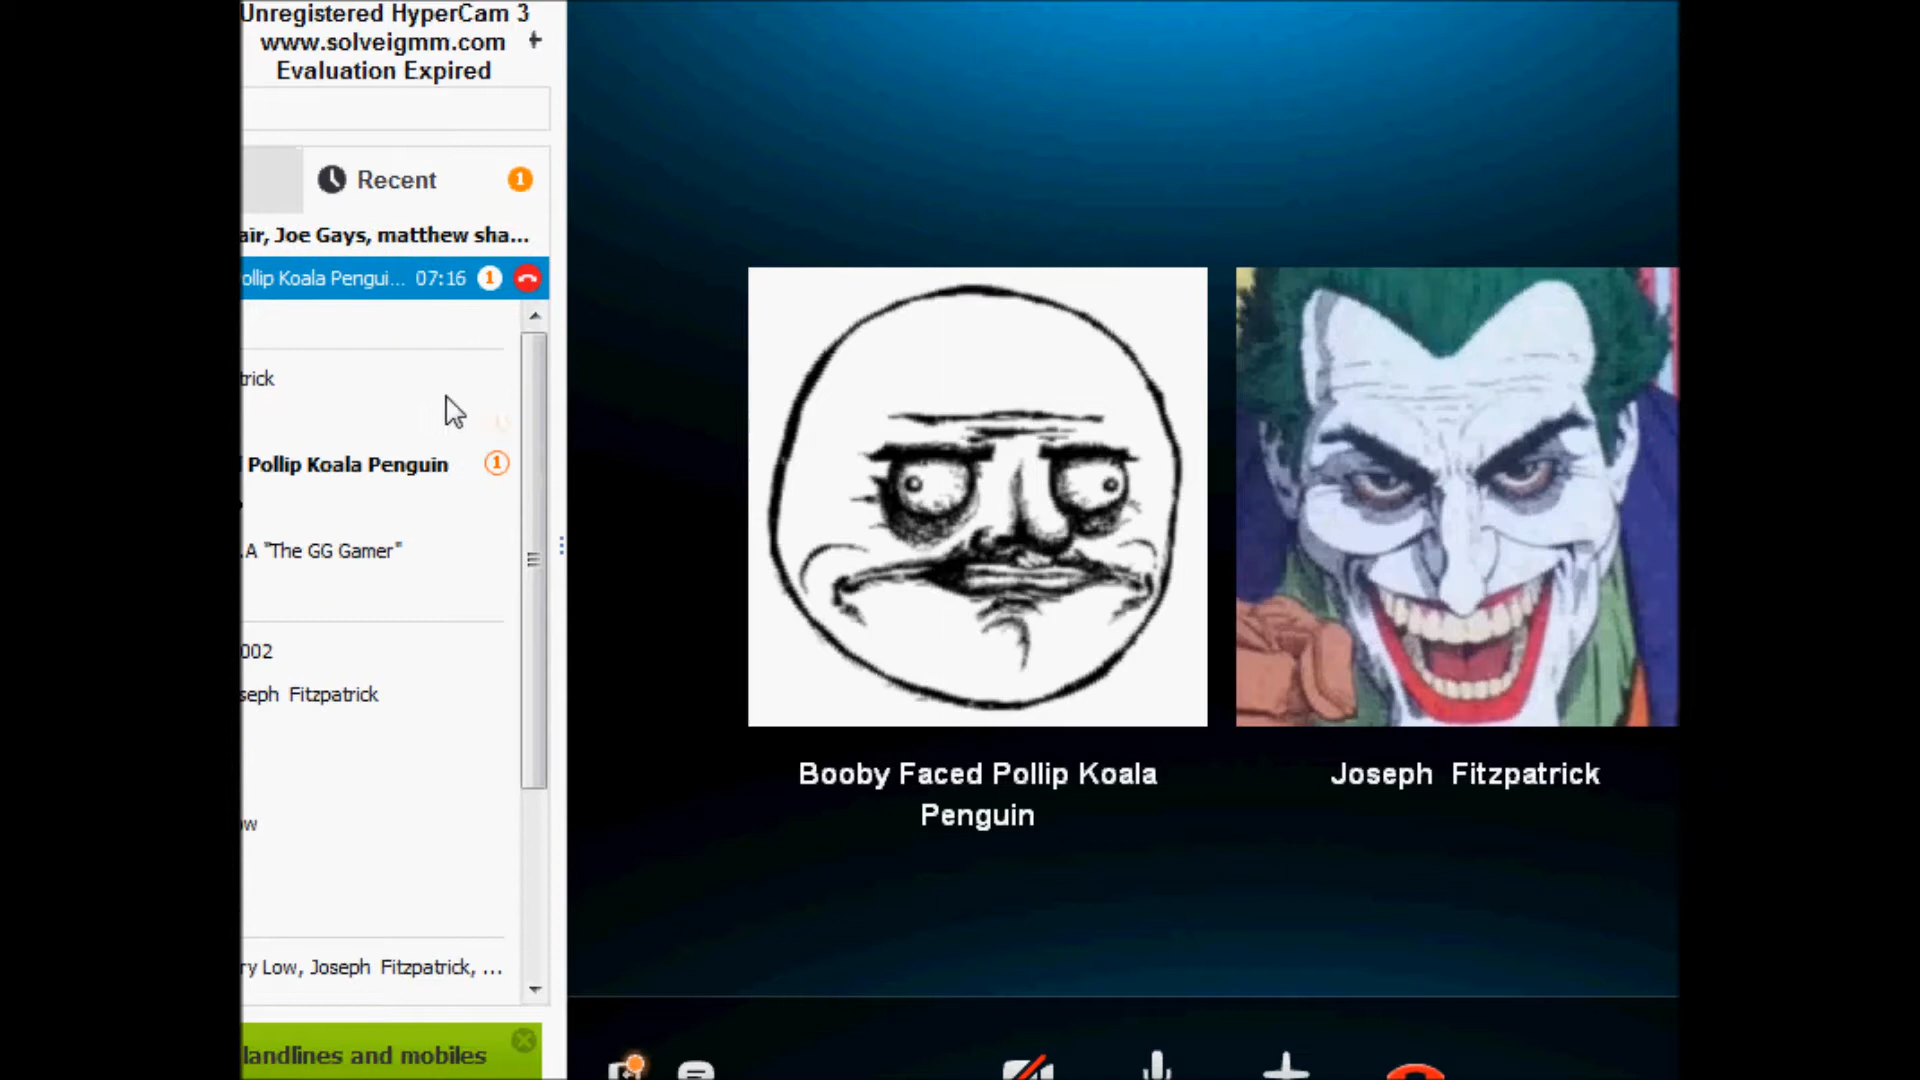 Unregistered HyperCam 3
www.solveigmm.com
Evaluation Expired
Recent 1
air, Joe Gays, matthew sha...
ollip Koala Pengui... 07:16 1
trick
Pollip Koala Penguin 1
.A "The GG Gamer"
002
seph Fitzpatrick
ow
ry Low, Joseph Fitzpatrick, ...
landlines and mobiles
Booby Faced Pollip Koala
Penguin
Joseph Fitzpatrick